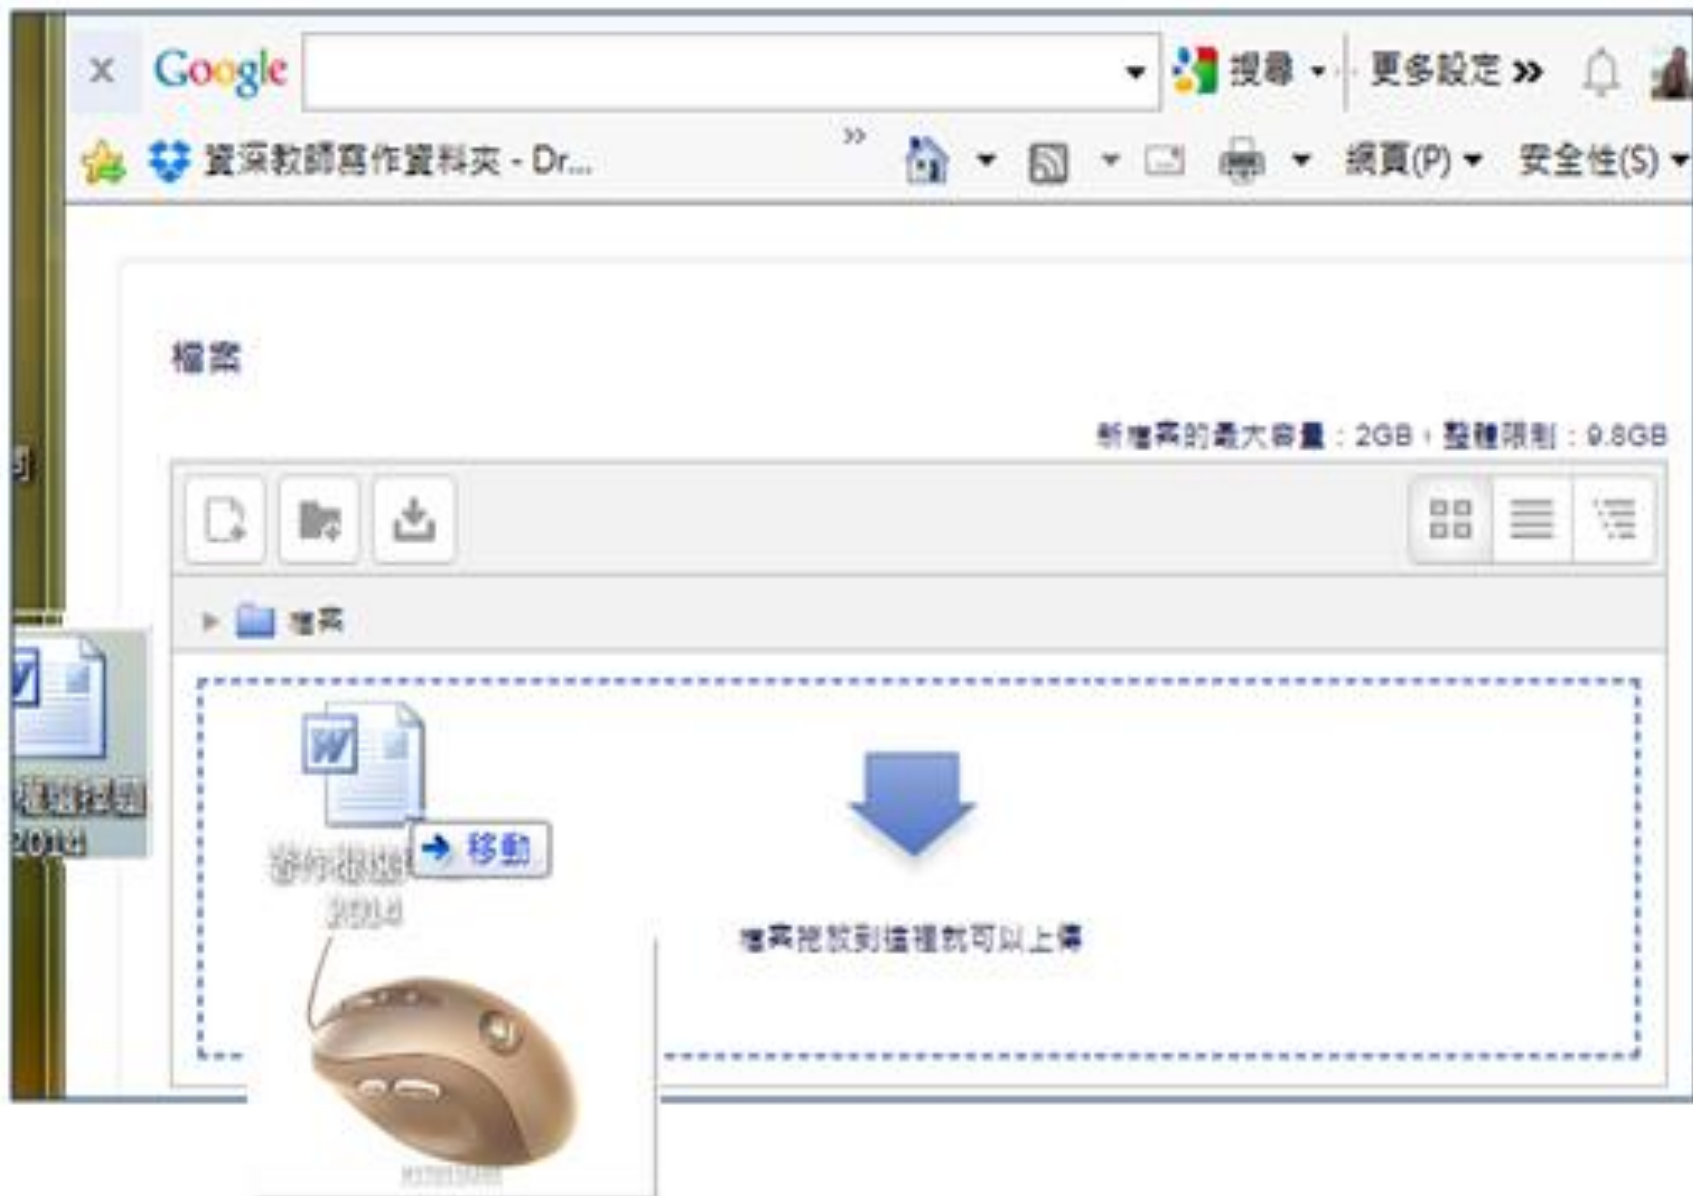 Google 搜尋 更多設定 »
資深教師寫作資料夾 - Dr... » 網頁(P) 安全性(S)
檔案
新檔案的最大容量：2GB，整體限制：9.8GB
檔案
W
移動
2014
2014
檔案拖放到這裡就可以上傳